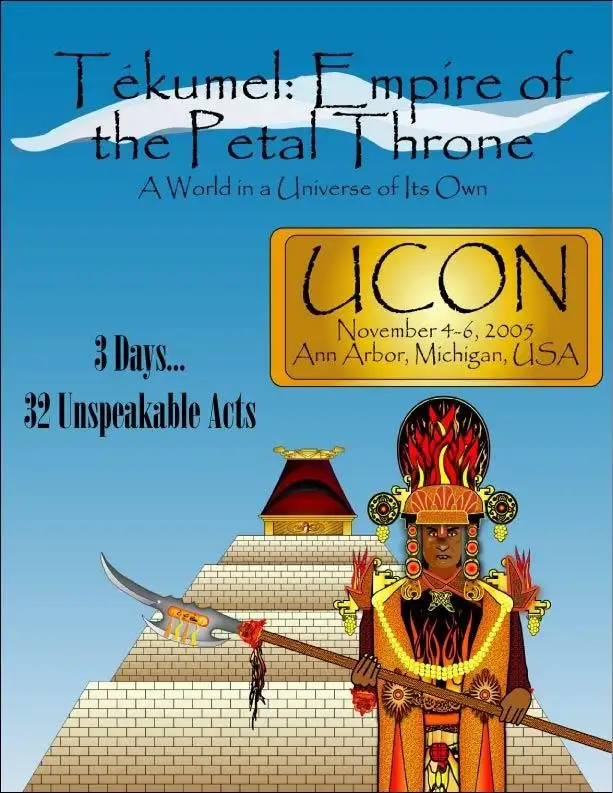 Tékumel: Empire of
the Petal Throne
A World in a Universe of Its Own
UCON
November 4-6, 2005
Ann Arbor, Michigan, USA
3 Days...
32 Unspeakable Acts